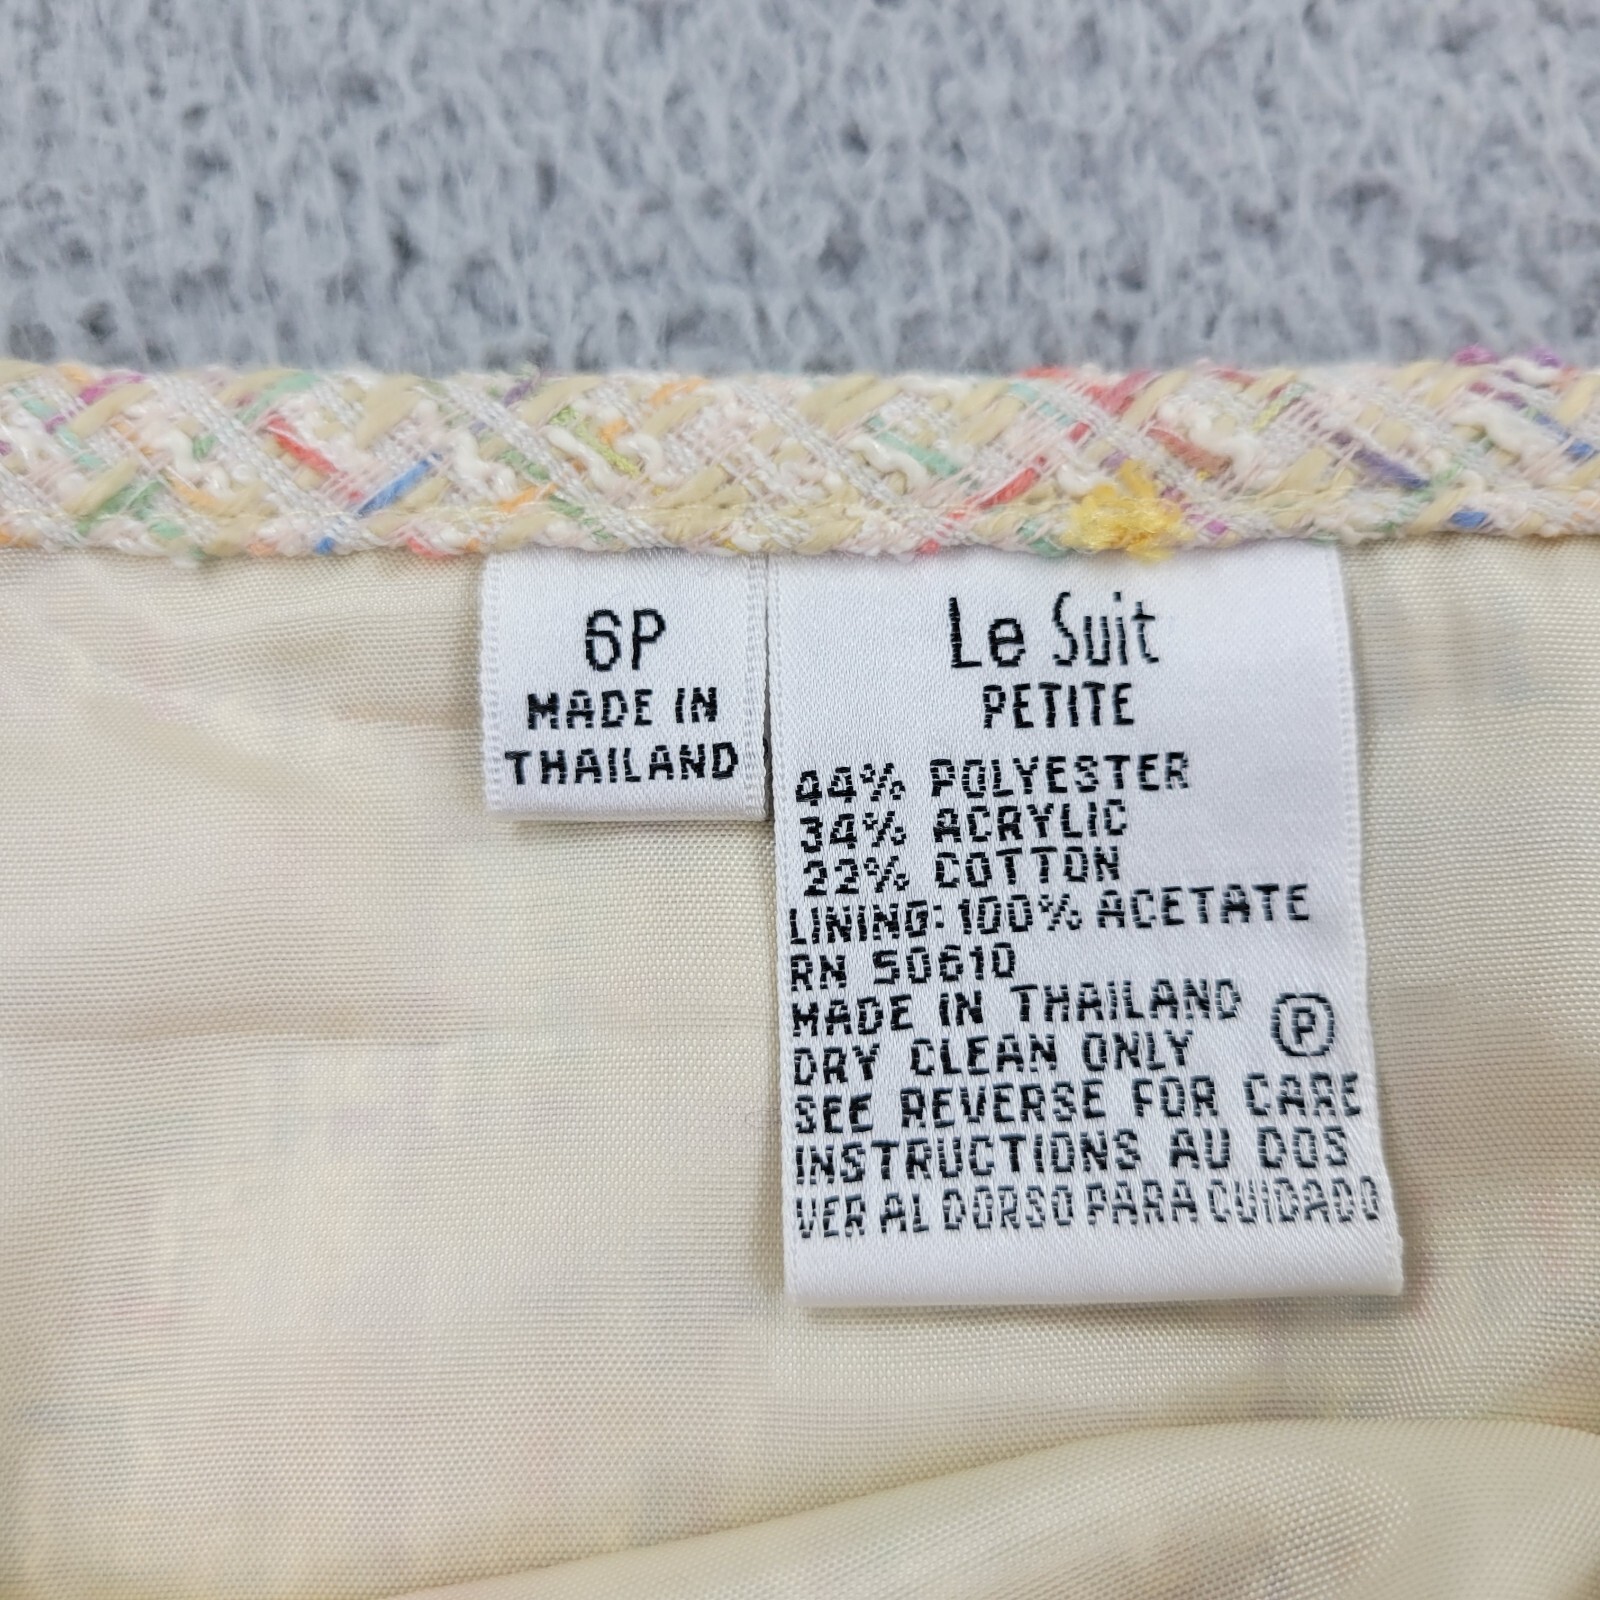 6P
MADE IN
THAILAND
Le Suit
PETITE
44% POLYESTER
34% ACRYLIC
22% COTTON
LINING: 100% ACETATE
RN 50610
MADE IN THAILAND
DRY CLEAN ONLY Ⓟ
SEE REVERSE FOR CARE
INSTRUCTIONS AU DOS
VER AL DORSO PARA CUIDADO